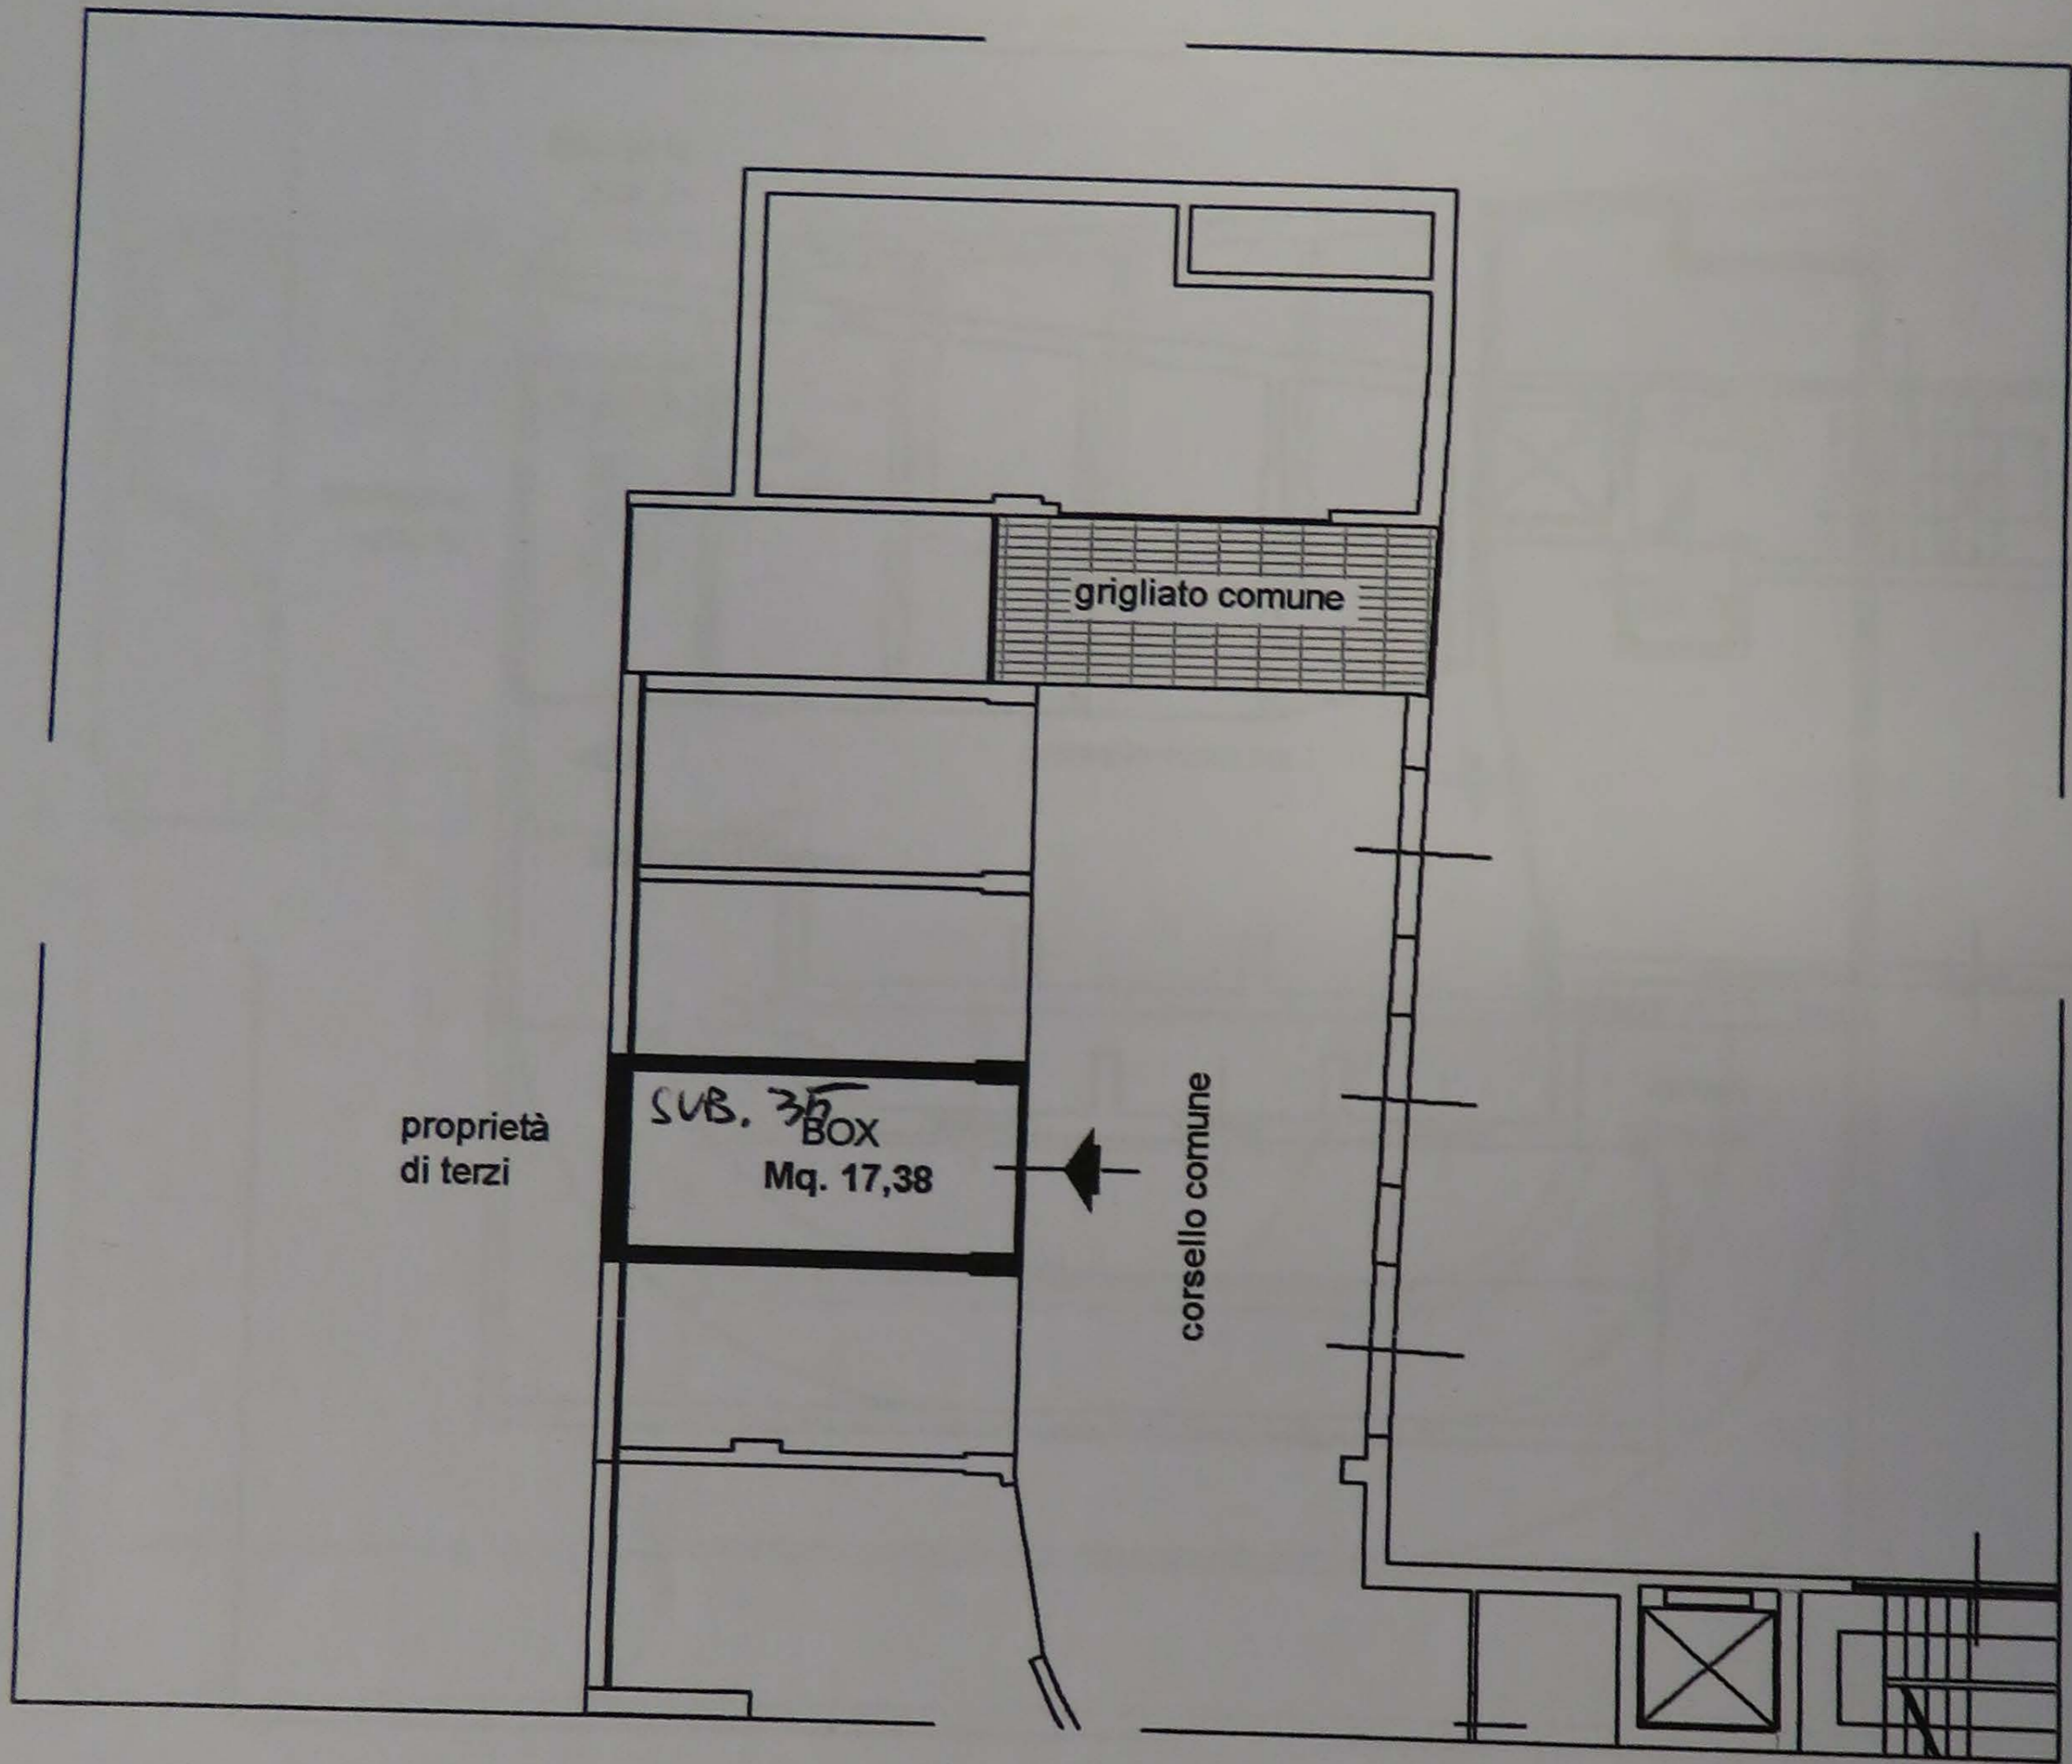 grigliato comune
SUB. 35
BOX
Mq. 17,38
proprietà
di terzi
corsello comune